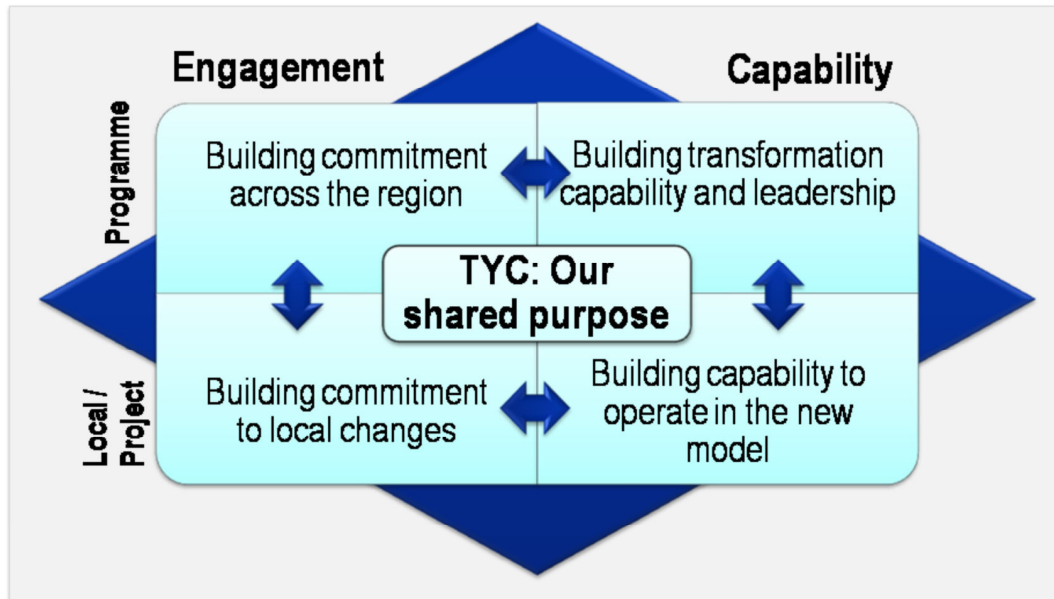 Engagement
Capability
Programme
Building commitment
across the region
Building transformation
capability and leadership
TYC: Our
shared purpose
Local /
Project
Building commitment
to local changes
Building capability to
operate in the new
model